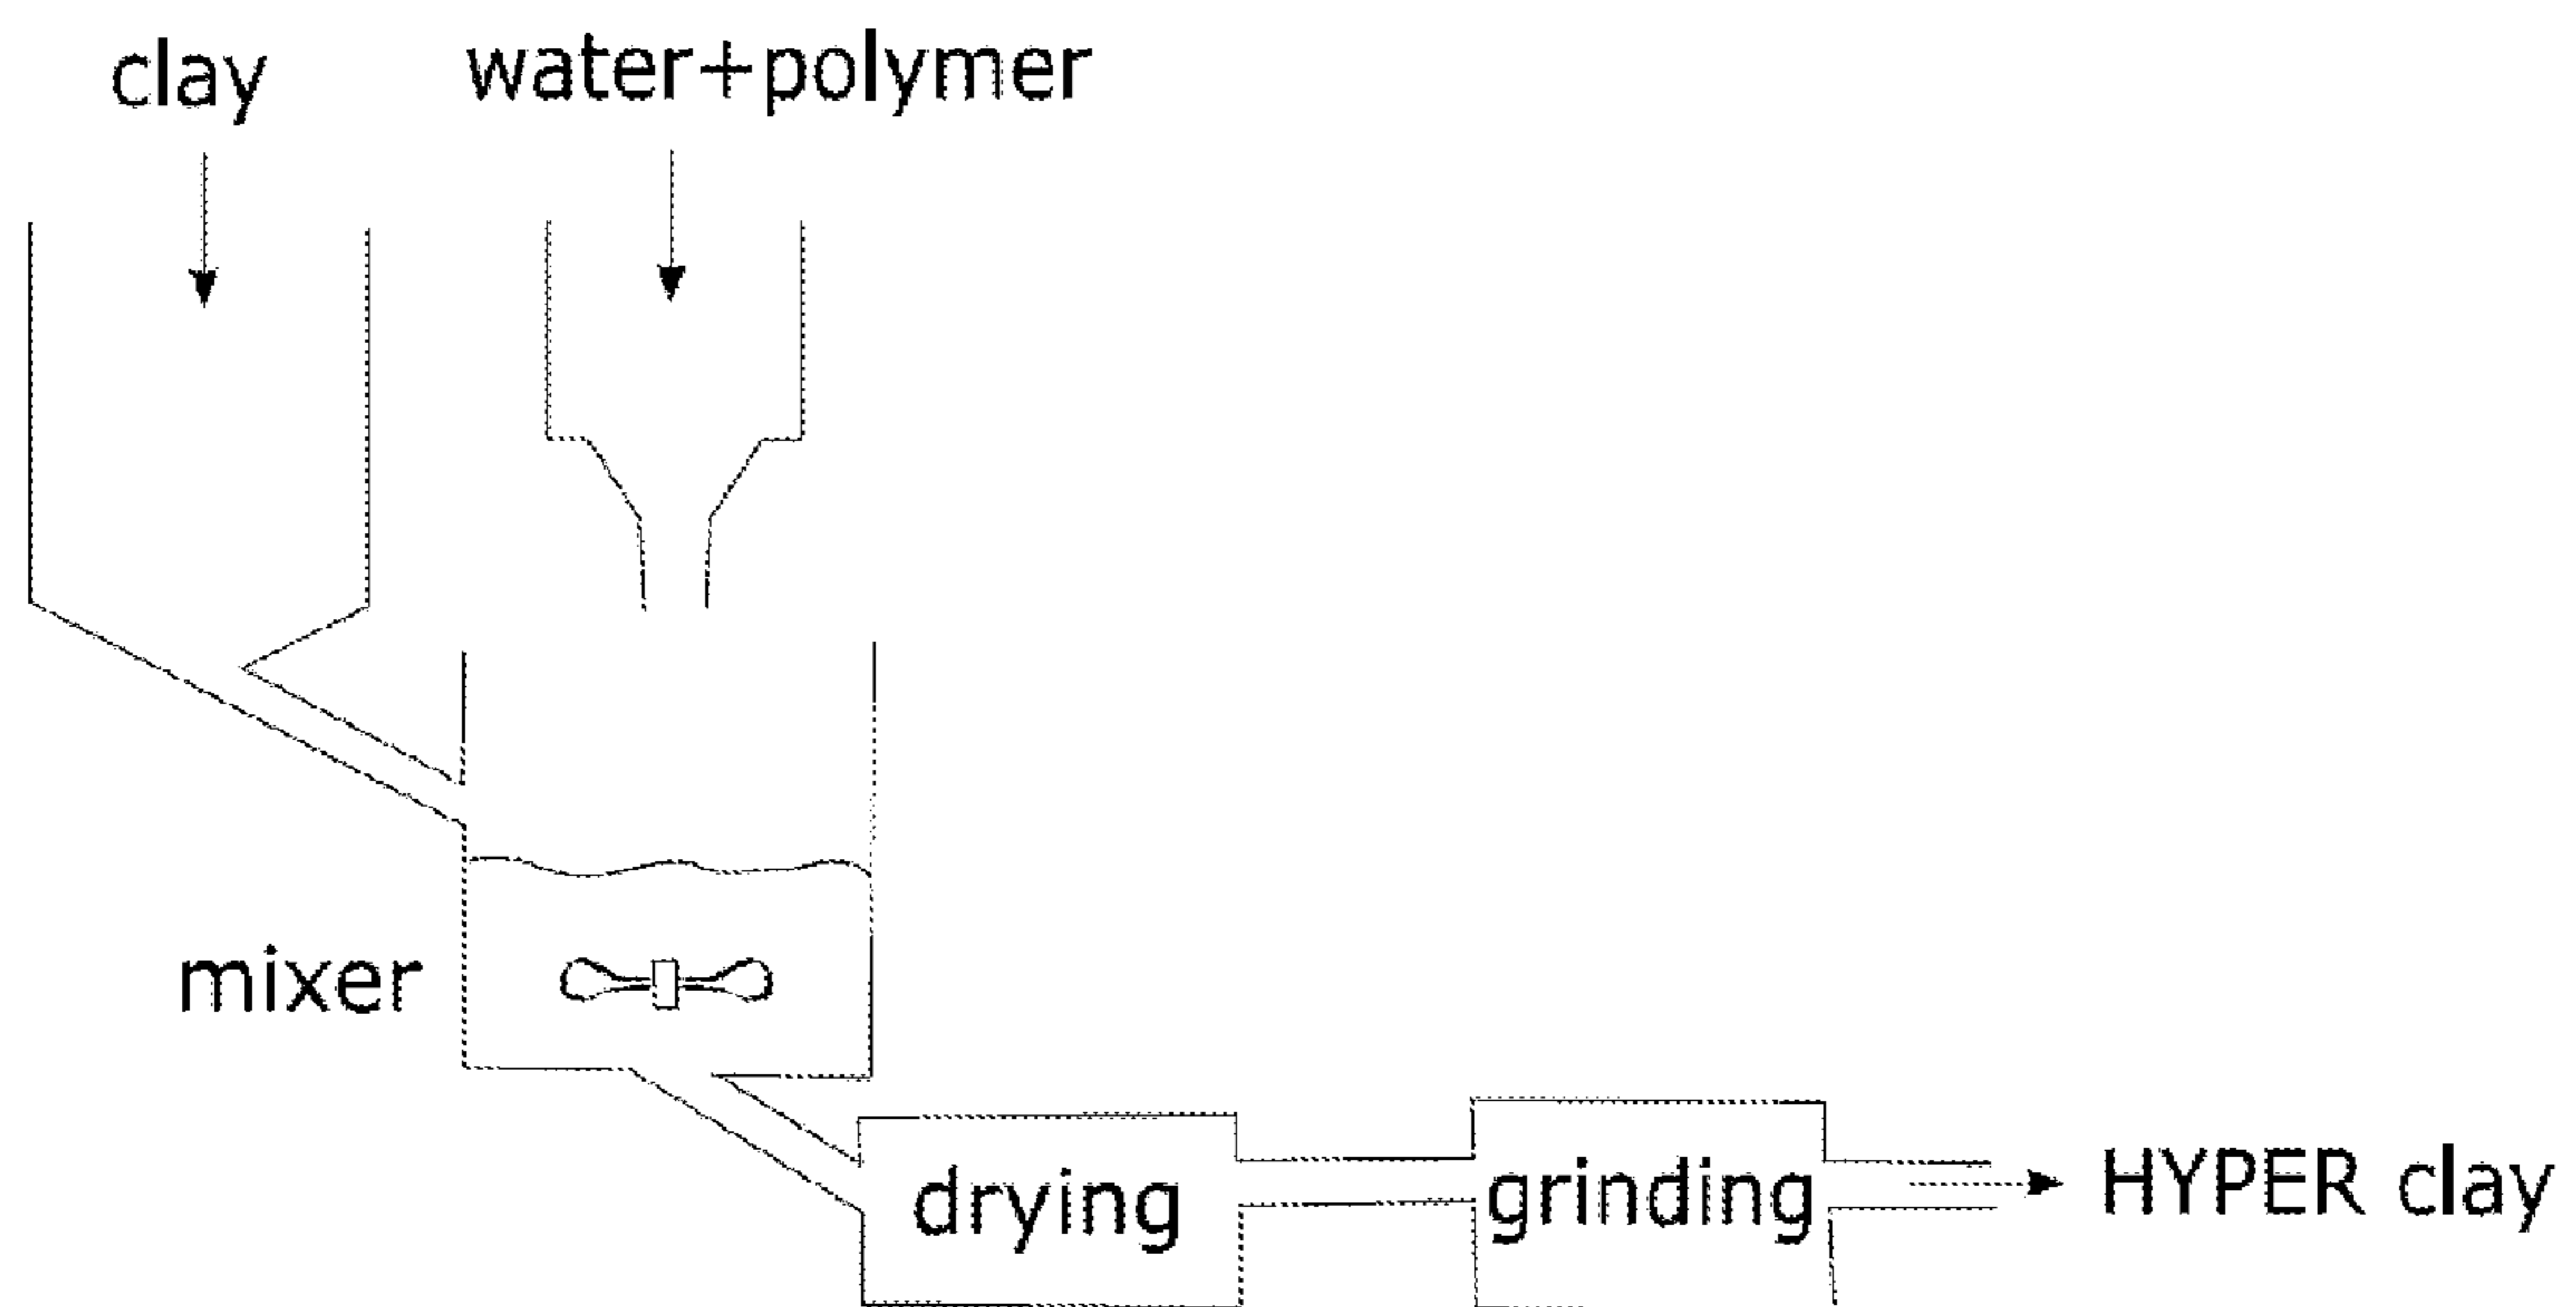 clay
water+polymer
mixer
drying
grinding
HYPER clay